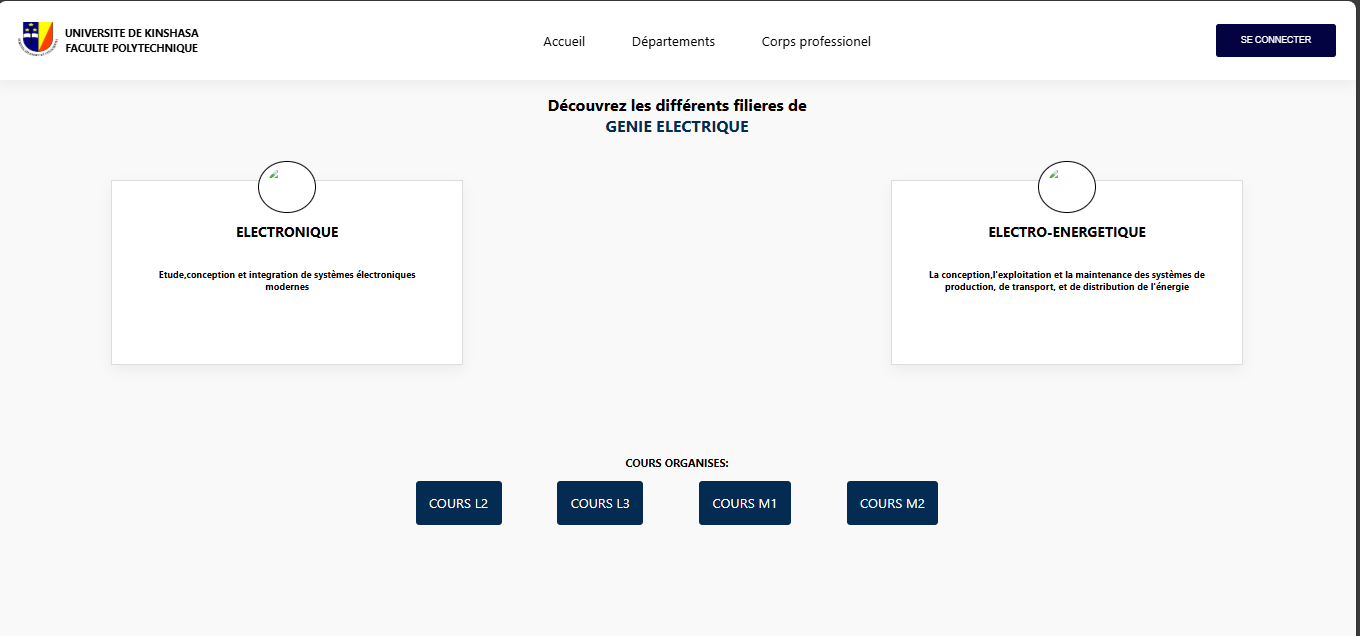 UNIVERSITE DE KINSHASA
FACULTE POLYTECHNIQUE
Accueil
Départements
Corps professionel
SE CONNECTER
Découvrez les différents filieres de
GENIE ELECTRIQUE
ELECTRONIQUE
Etude,conception et integration de systèmes électroniques
modernes
ELECTRO-ENERGETIQUE
La conception,l'exploitation et la maintenance des systèmes de
production, de transport, et de distribution de l'énergie
COURS ORGANISES:
COURS L2
COURS L3
COURS M1
COURS M2